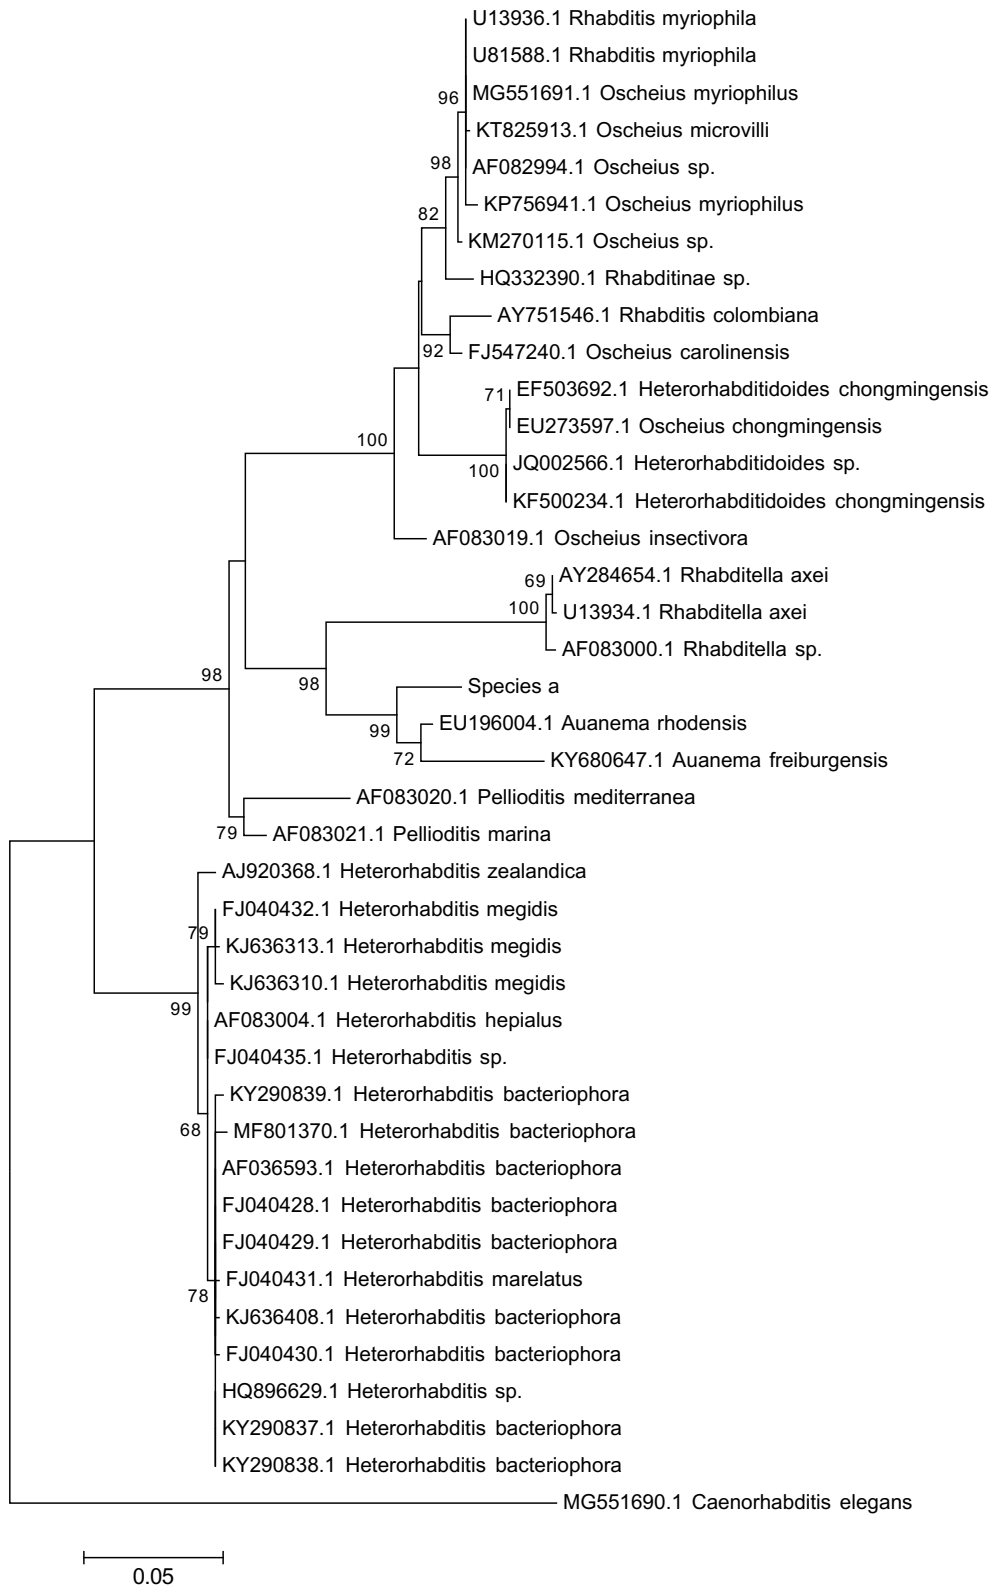 U13936.1 Rhabditis myriophila
U81588.1 Rhabditis myriophila
MG551691.1 Oscheius myriophilus
96
KT825913.1 Oscheius microvilli
98
AF082994.1 Oscheius sp.
82
KP756941.1 Oscheius myriophilus
KM270115.1 Oscheius sp.
HQ332390.1 Rhabditinae sp.
AY751546.1 Rhabditis colombiana
92
FJ547240.1 Oscheius carolinensis
71
EF503692.1 Heterorhabditidoides chongmingensis
EU273597.1 Oscheius chongmingensis
100
JQ002566.1 Heterorhabditidoides sp.
100
KF500234.1 Heterorhabditidoides chongmingensis
AF083019.1 Oscheius insectivora
69
AY284654.1 Rhabditella axei
100
U13934.1 Rhabditella axei
AF083000.1 Rhabditella sp.
98
98
Species a
99
EU196004.1 Auanema rhodensis
72
KY680647.1 Auanema freiburgensis
AF083020.1 Pellioditis mediterranea
79
AF083021.1 Pellioditis marina
AJ920368.1 Heterorhabditis zealandica
FJ040432.1 Heterorhabditis megidis
79
KJ636313.1 Heterorhabditis megidis
KJ636310.1 Heterorhabditis megidis
99
AF083004.1 Heterorhabditis hepialus
FJ040435.1 Heterorhabditis sp.
KY290839.1 Heterorhabditis bacteriophora
68
MF801370.1 Heterorhabditis bacteriophora
AF036593.1 Heterorhabditis bacteriophora
FJ040428.1 Heterorhabditis bacteriophora
FJ040429.1 Heterorhabditis bacteriophora
FJ040431.1 Heterorhabditis marelatus
78
KJ636408.1 Heterorhabditis bacteriophora
FJ040430.1 Heterorhabditis bacteriophora
HQ896629.1 Heterorhabditis sp.
KY290837.1 Heterorhabditis bacteriophora
KY290838.1 Heterorhabditis bacteriophora
MG551690.1 Caenorhabditis elegans
0.05